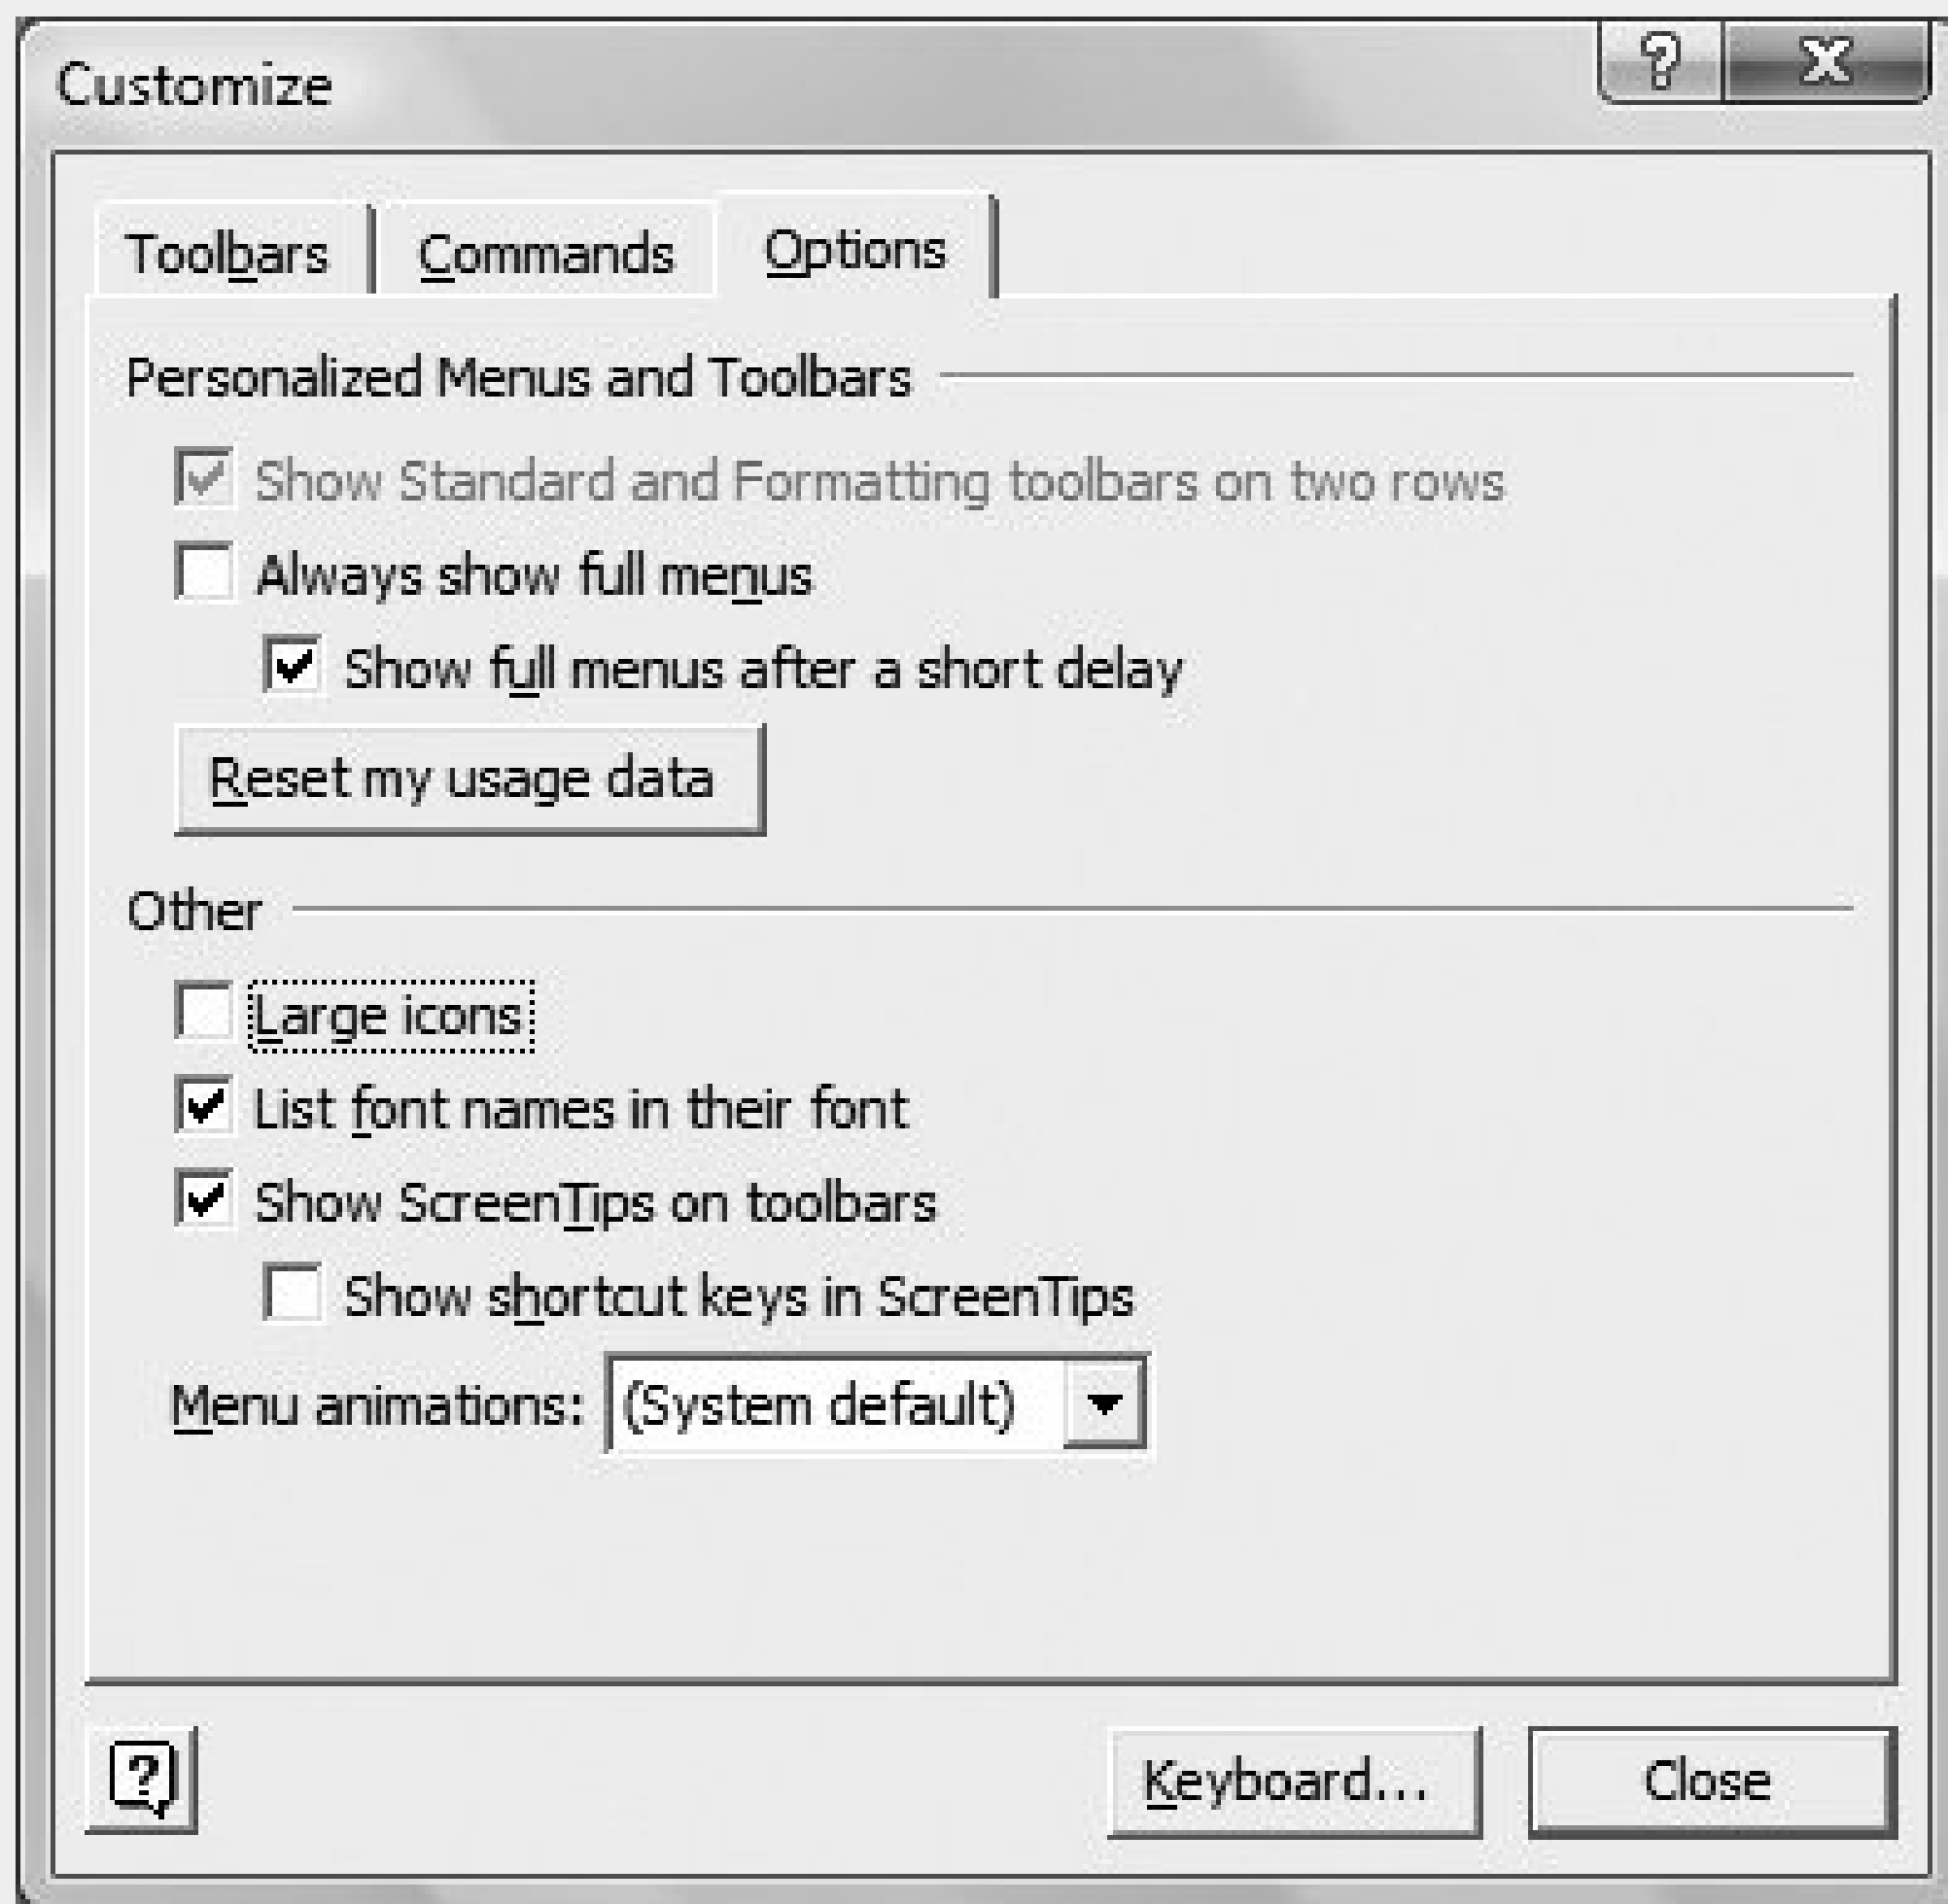 Customize
Toolbars Commands Options
Personalized Menus and Toolbars
Show Standard and Formatting toolbars on two rows
Always show full menus
Show full menus after a short delay
Reset my usage data
Other
Large icons
List font names in their font
Show ScreenTips on toolbars
Show shortcut keys in ScreenTips
Menu animations: (System default)
Keyboard... Close